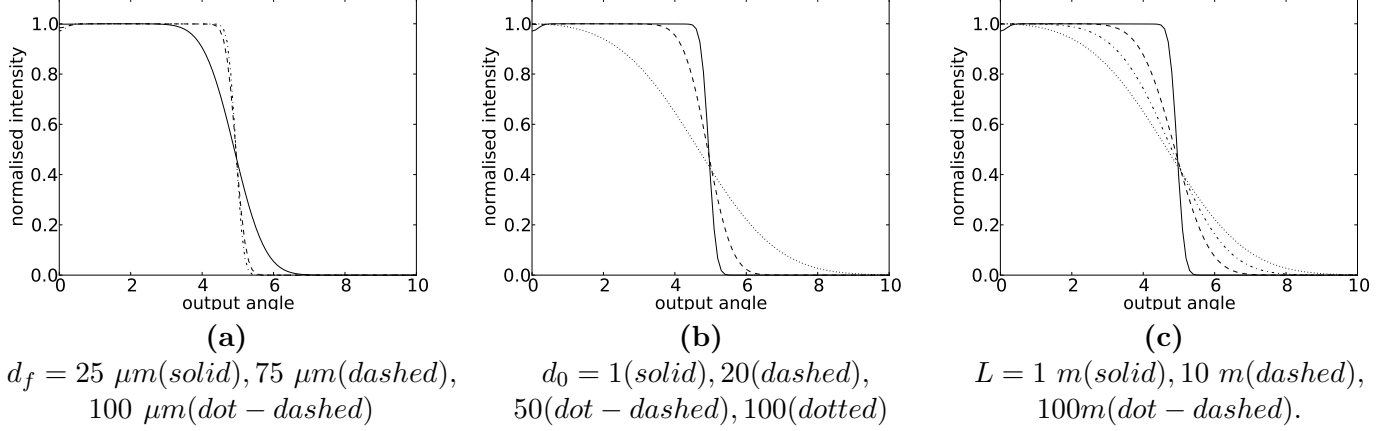 normalised intensity
1.0
0.8
0.6
0.4
0.2
0.0
0 2 4 6 8 10
output angle
(a)
d_f = 25 μm(solid), 75 μm(dashed),
100 μm(dot − dashed)
normalised intensity
1.0
0.8
0.6
0.4
0.2
0.0
0 2 4 6 8 10
output angle
(b)
d_0 = 1(solid), 20(dashed),
50(dot − dashed), 100(dotted)
normalised intensity
1.0
0.8
0.6
0.4
0.2
0.0
0 2 4 6 8 10
output angle
(c)
L = 1 m(solid), 10 m(dashed),
100m(dot − dashed).